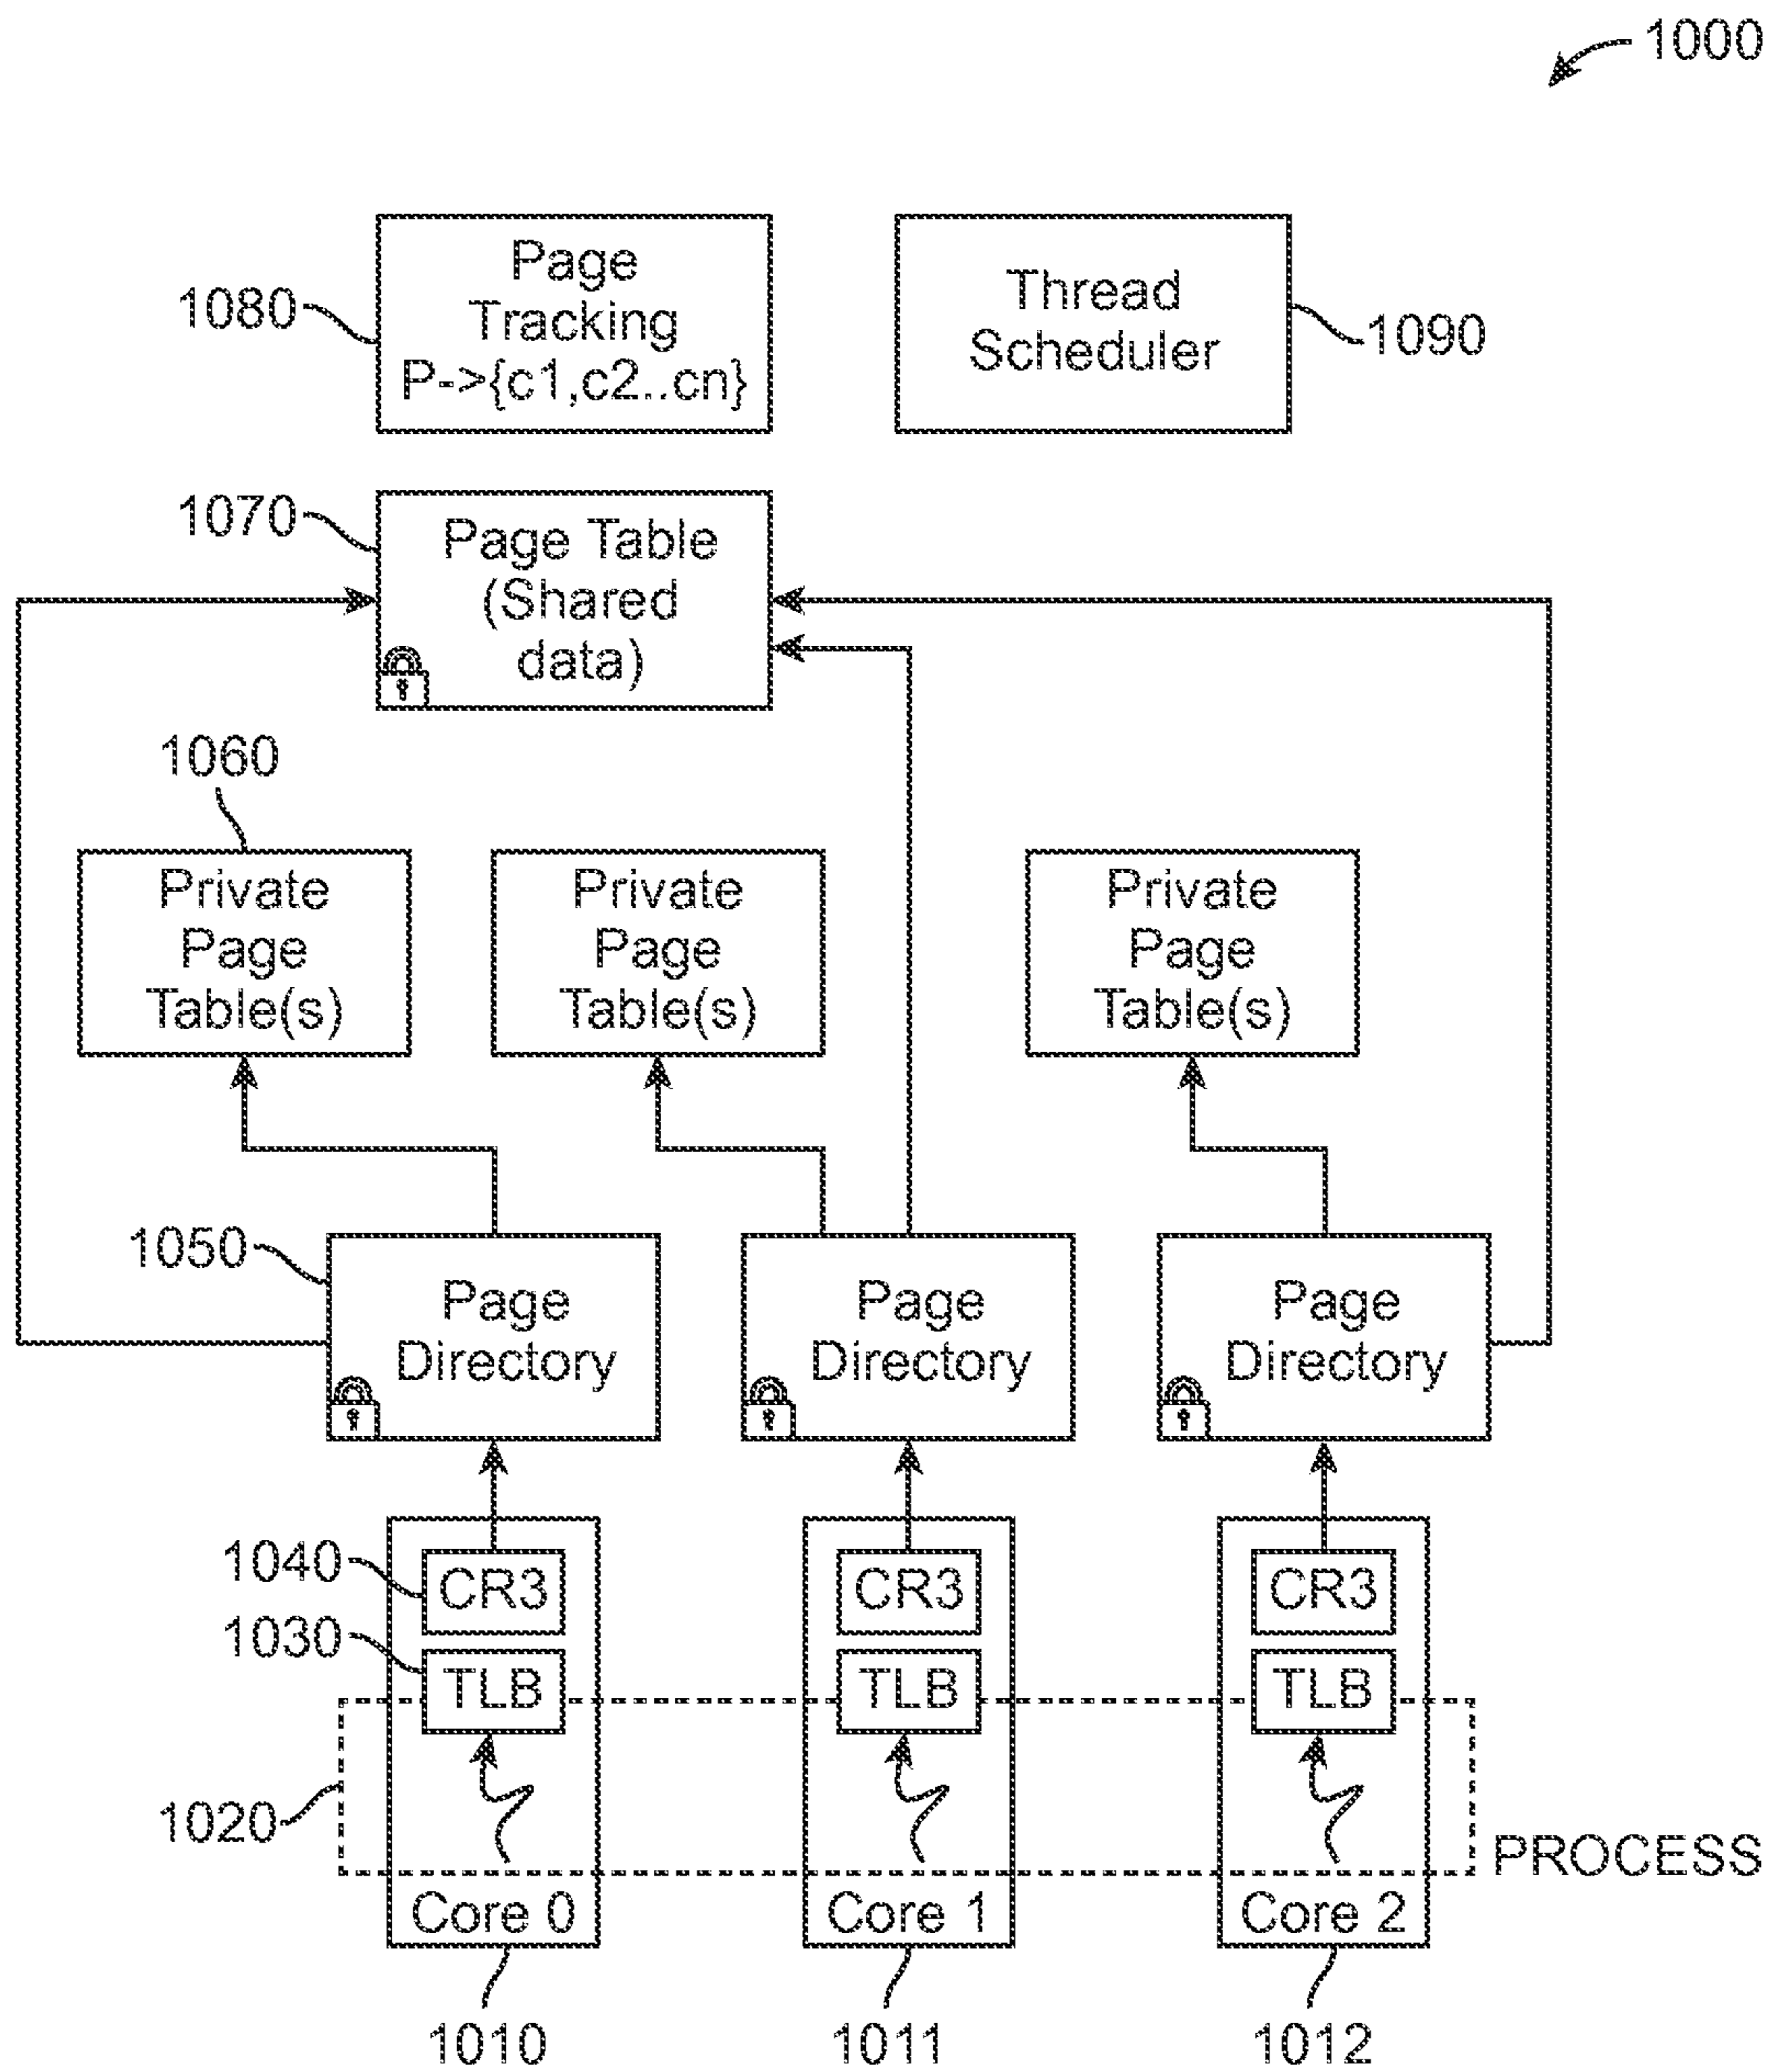 1000
Page
Tracking
P->{c1,c2..cn}
1080
Thread
Scheduler
1090
1070
Page Table
(Shared
data)
1060
Private
Page
Table(s)
Private
Page
Table(s)
Private
Page
Table(s)
1050
Page
Directory
Page
Directory
Page
Directory
1040
CR3
CR3
CR3
1030
TLB
TLB
TLB
1020
PROCESS
Core 0
Core 1
Core 2
1010
1011
1012